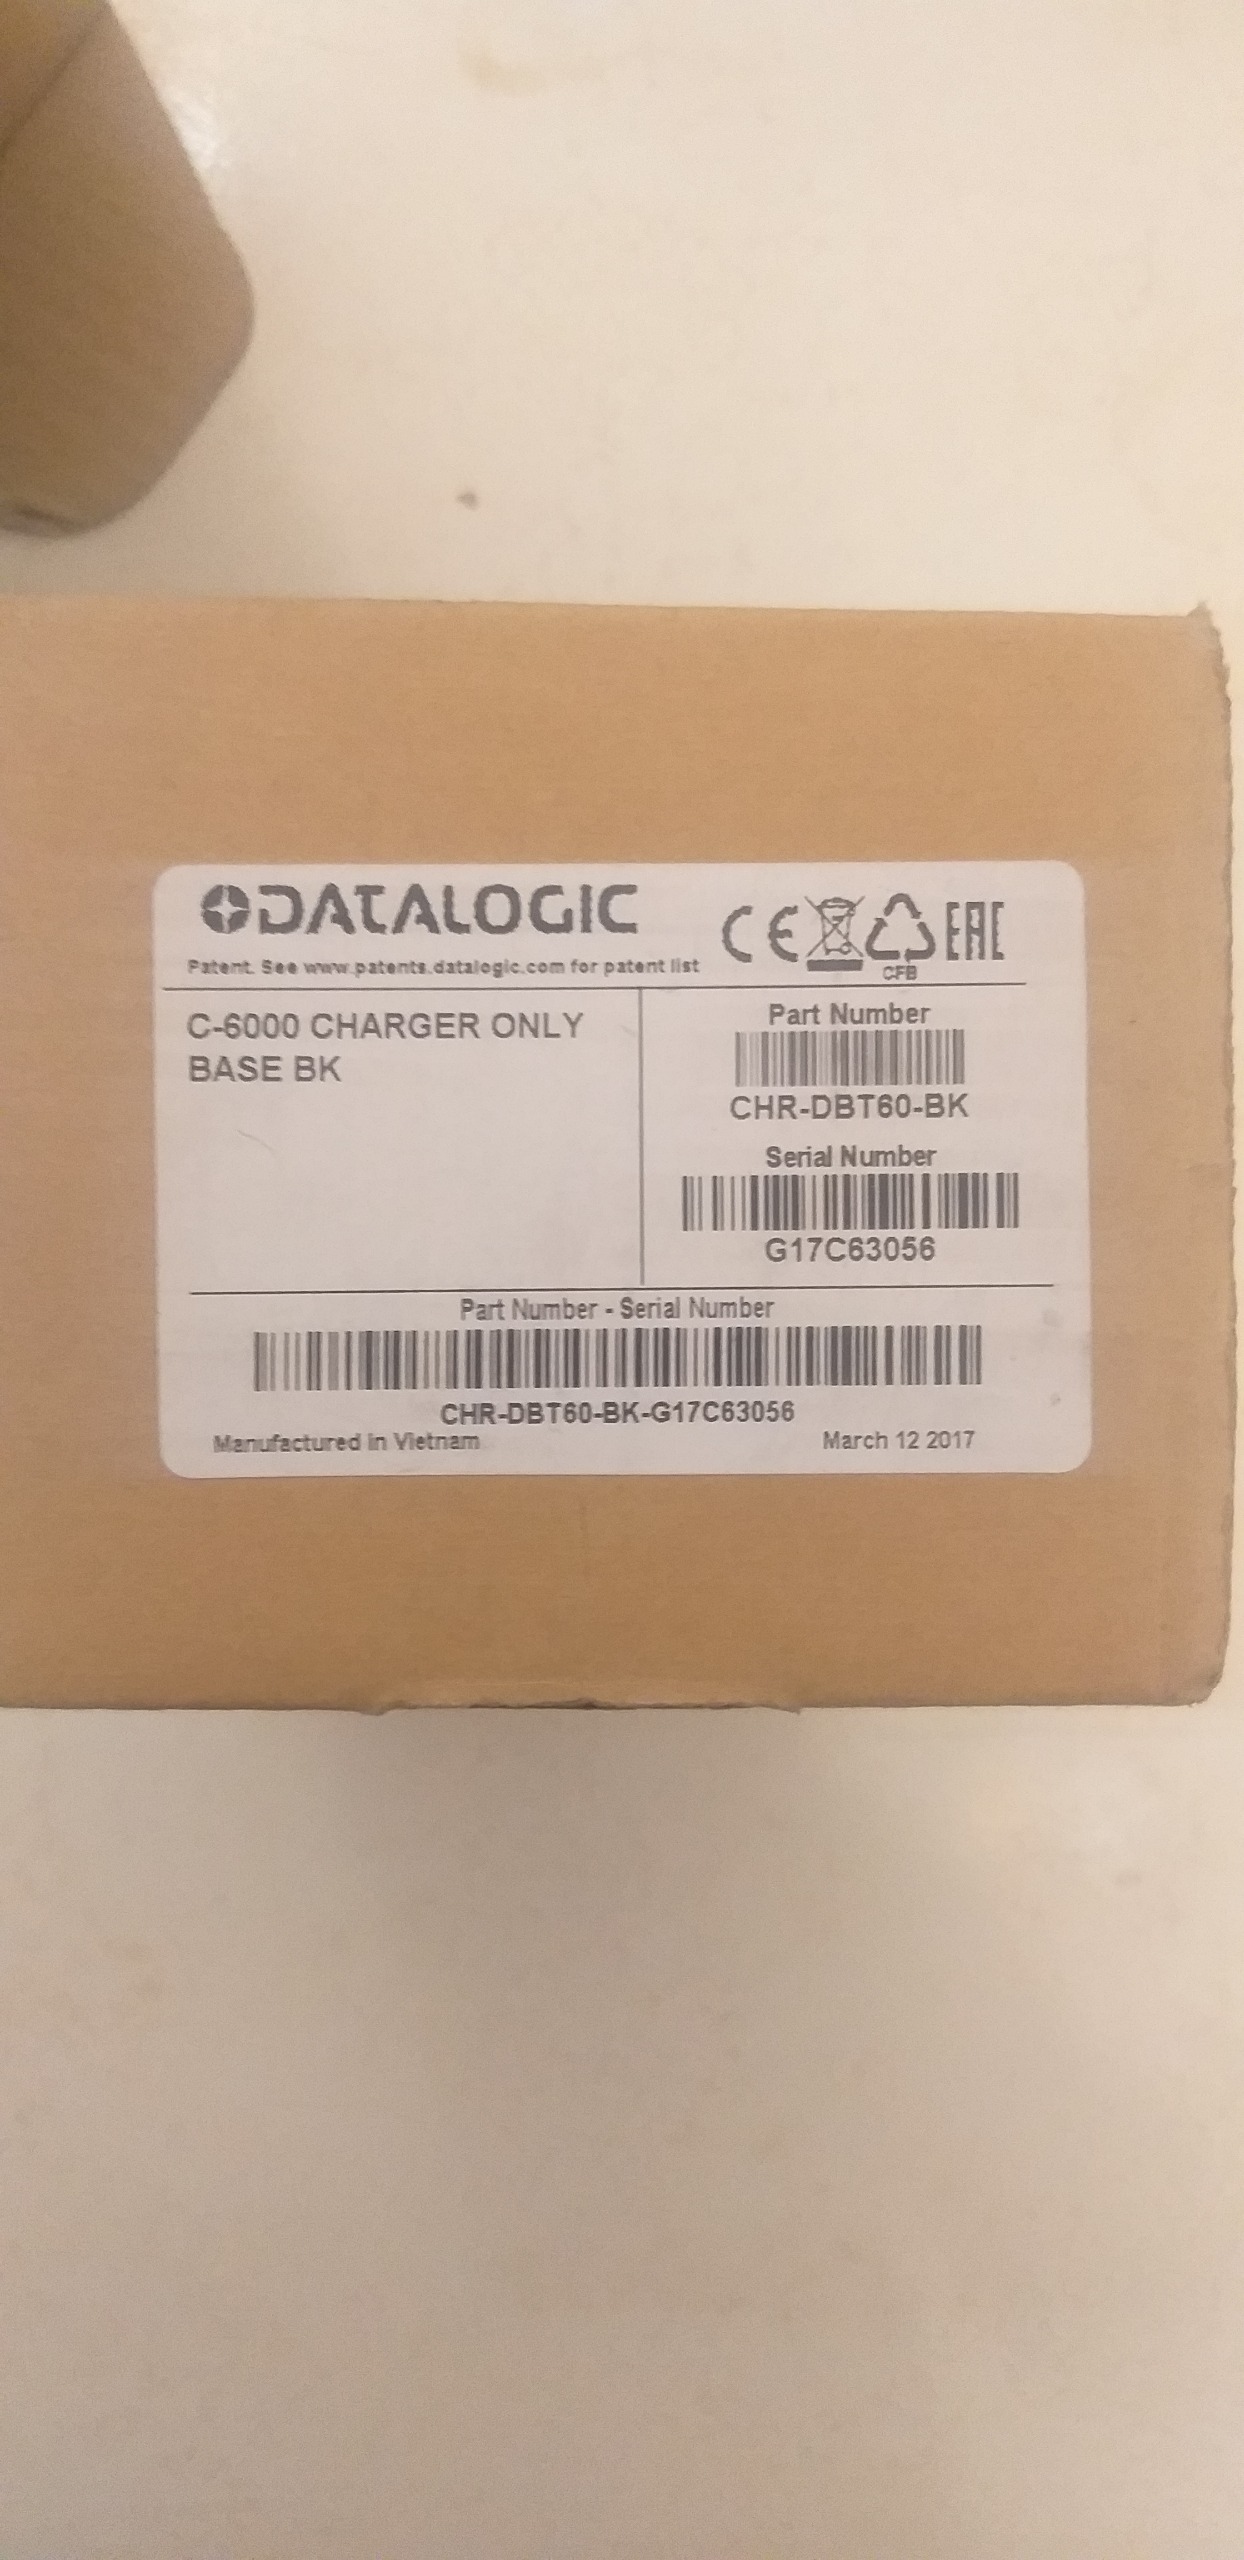 DATALOGIC
Patent. See www.patents.datalogic.com for patent list
CE
EAC
CFB
C-6000 CHARGER ONLY
BASE BK
Part Number
CHR-DBT60-BK
Serial Number
G17C63056
Part Number - Serial Number
CHR-DBT60-BK-G17C63056
Manufactured in Vietnam
March 12 2017